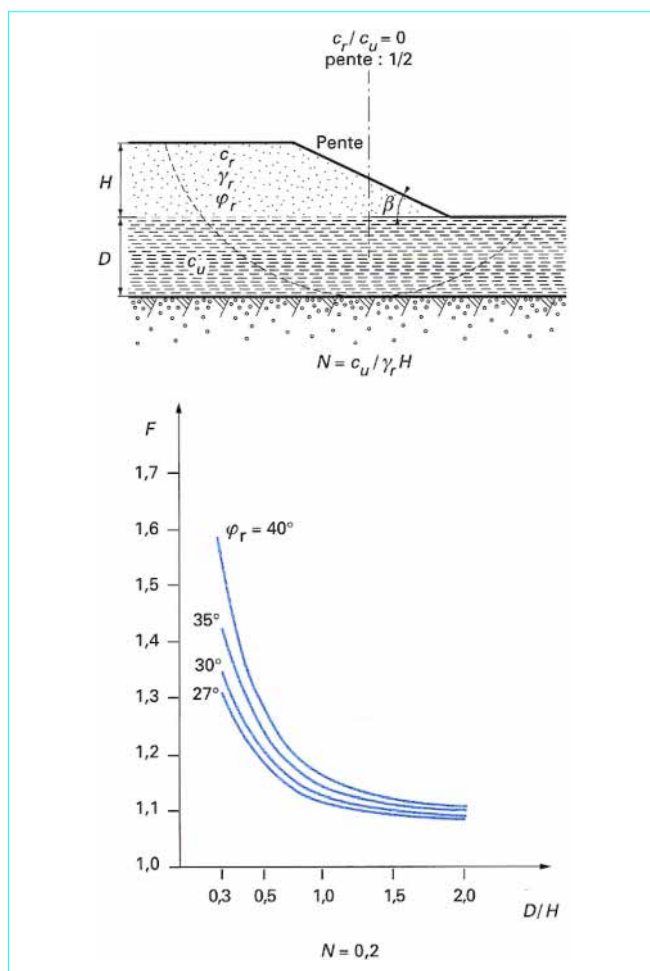 c_r / c_u = 0
pente : 1/2
Pente
H
c_r
γ_r
φ_r
β
D
c_u
N = c_u / γ_r H
F
1,7
1,6
φ_r = 40°
1,5
35°
1,4
30°
1,3
27°
1,2
1,1
1,0
0,3 0,5 1,0 1,5 2,0
D/H
N = 0,2